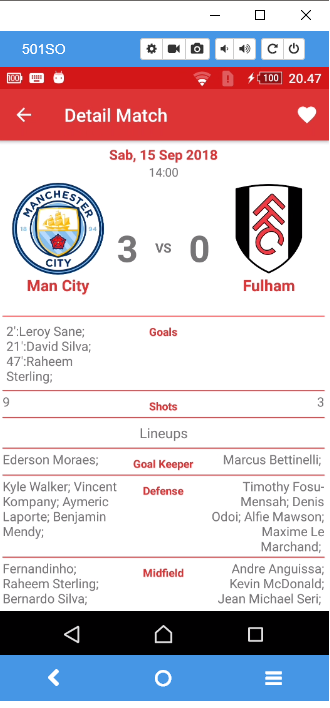 501SO
100 20.47
Detail Match
Sab, 15 Sep 2018
14:00
MANCHESTER
18 94
CITY
3 vs 0
FFC
Man City Fulham
2':Leroy Sane; Goals
21':David Silva;
47':Raheem
Sterling;
9 Shots 3
Lineups
Ederson Moraes; Goal Keeper Marcus Bettinelli;
Kyle Walker; Vincent Defense Timothy Fosu-
Kompany; Aymeric Mensah; Denis
Laporte; Benjamin Odoi; Alfie Mawson;
Mendy; Maxime Le
Marchand;
Fernandinho; Midfield Andre Anguissa;
Raheem Sterling; Kevin McDonald;
Bernardo Silva; Jean Michael Seri;